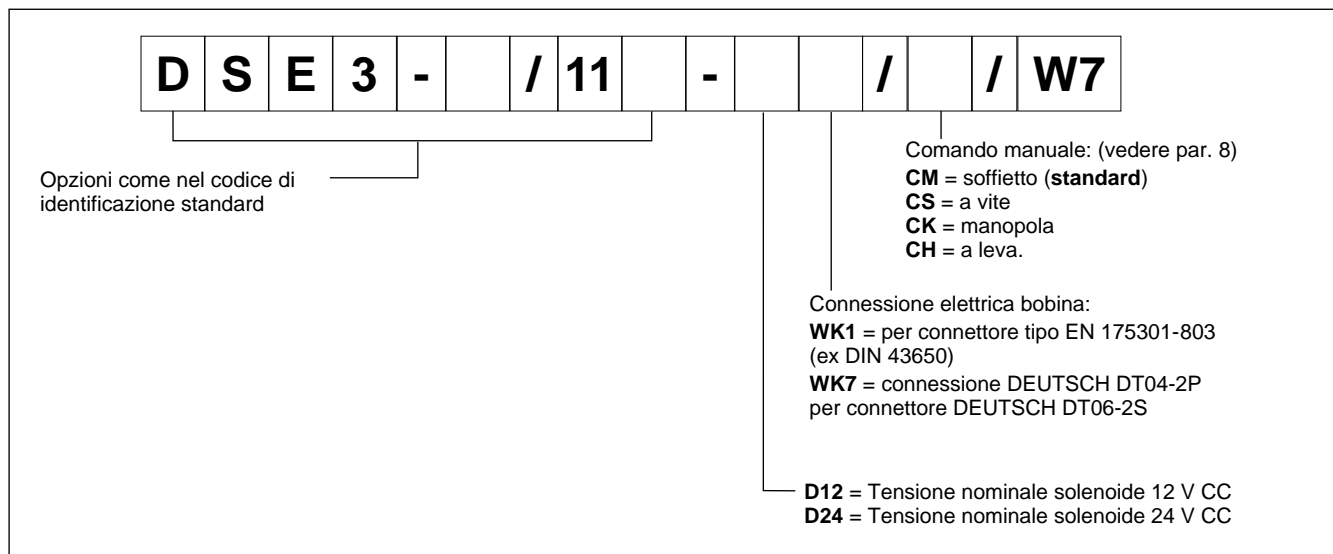 D S E 3 - / 11 - / / W7
Opzioni come nel codice di
identificazione standard
Comando manuale: (vedere par. 8)
CM = soffietto (standard)
CS = a vite
CK = manopola
CH = a leva.
Connessione elettrica bobina:
WK1 = per connettore tipo EN 175301-803
(ex DIN 43650)
WK7 = connessione DEUTSCH DT04-2P
per connettore DEUTSCH DT06-2S
D12 = Tensione nominale solenoide 12 V CC
D24 = Tensione nominale solenoide 24 V CC